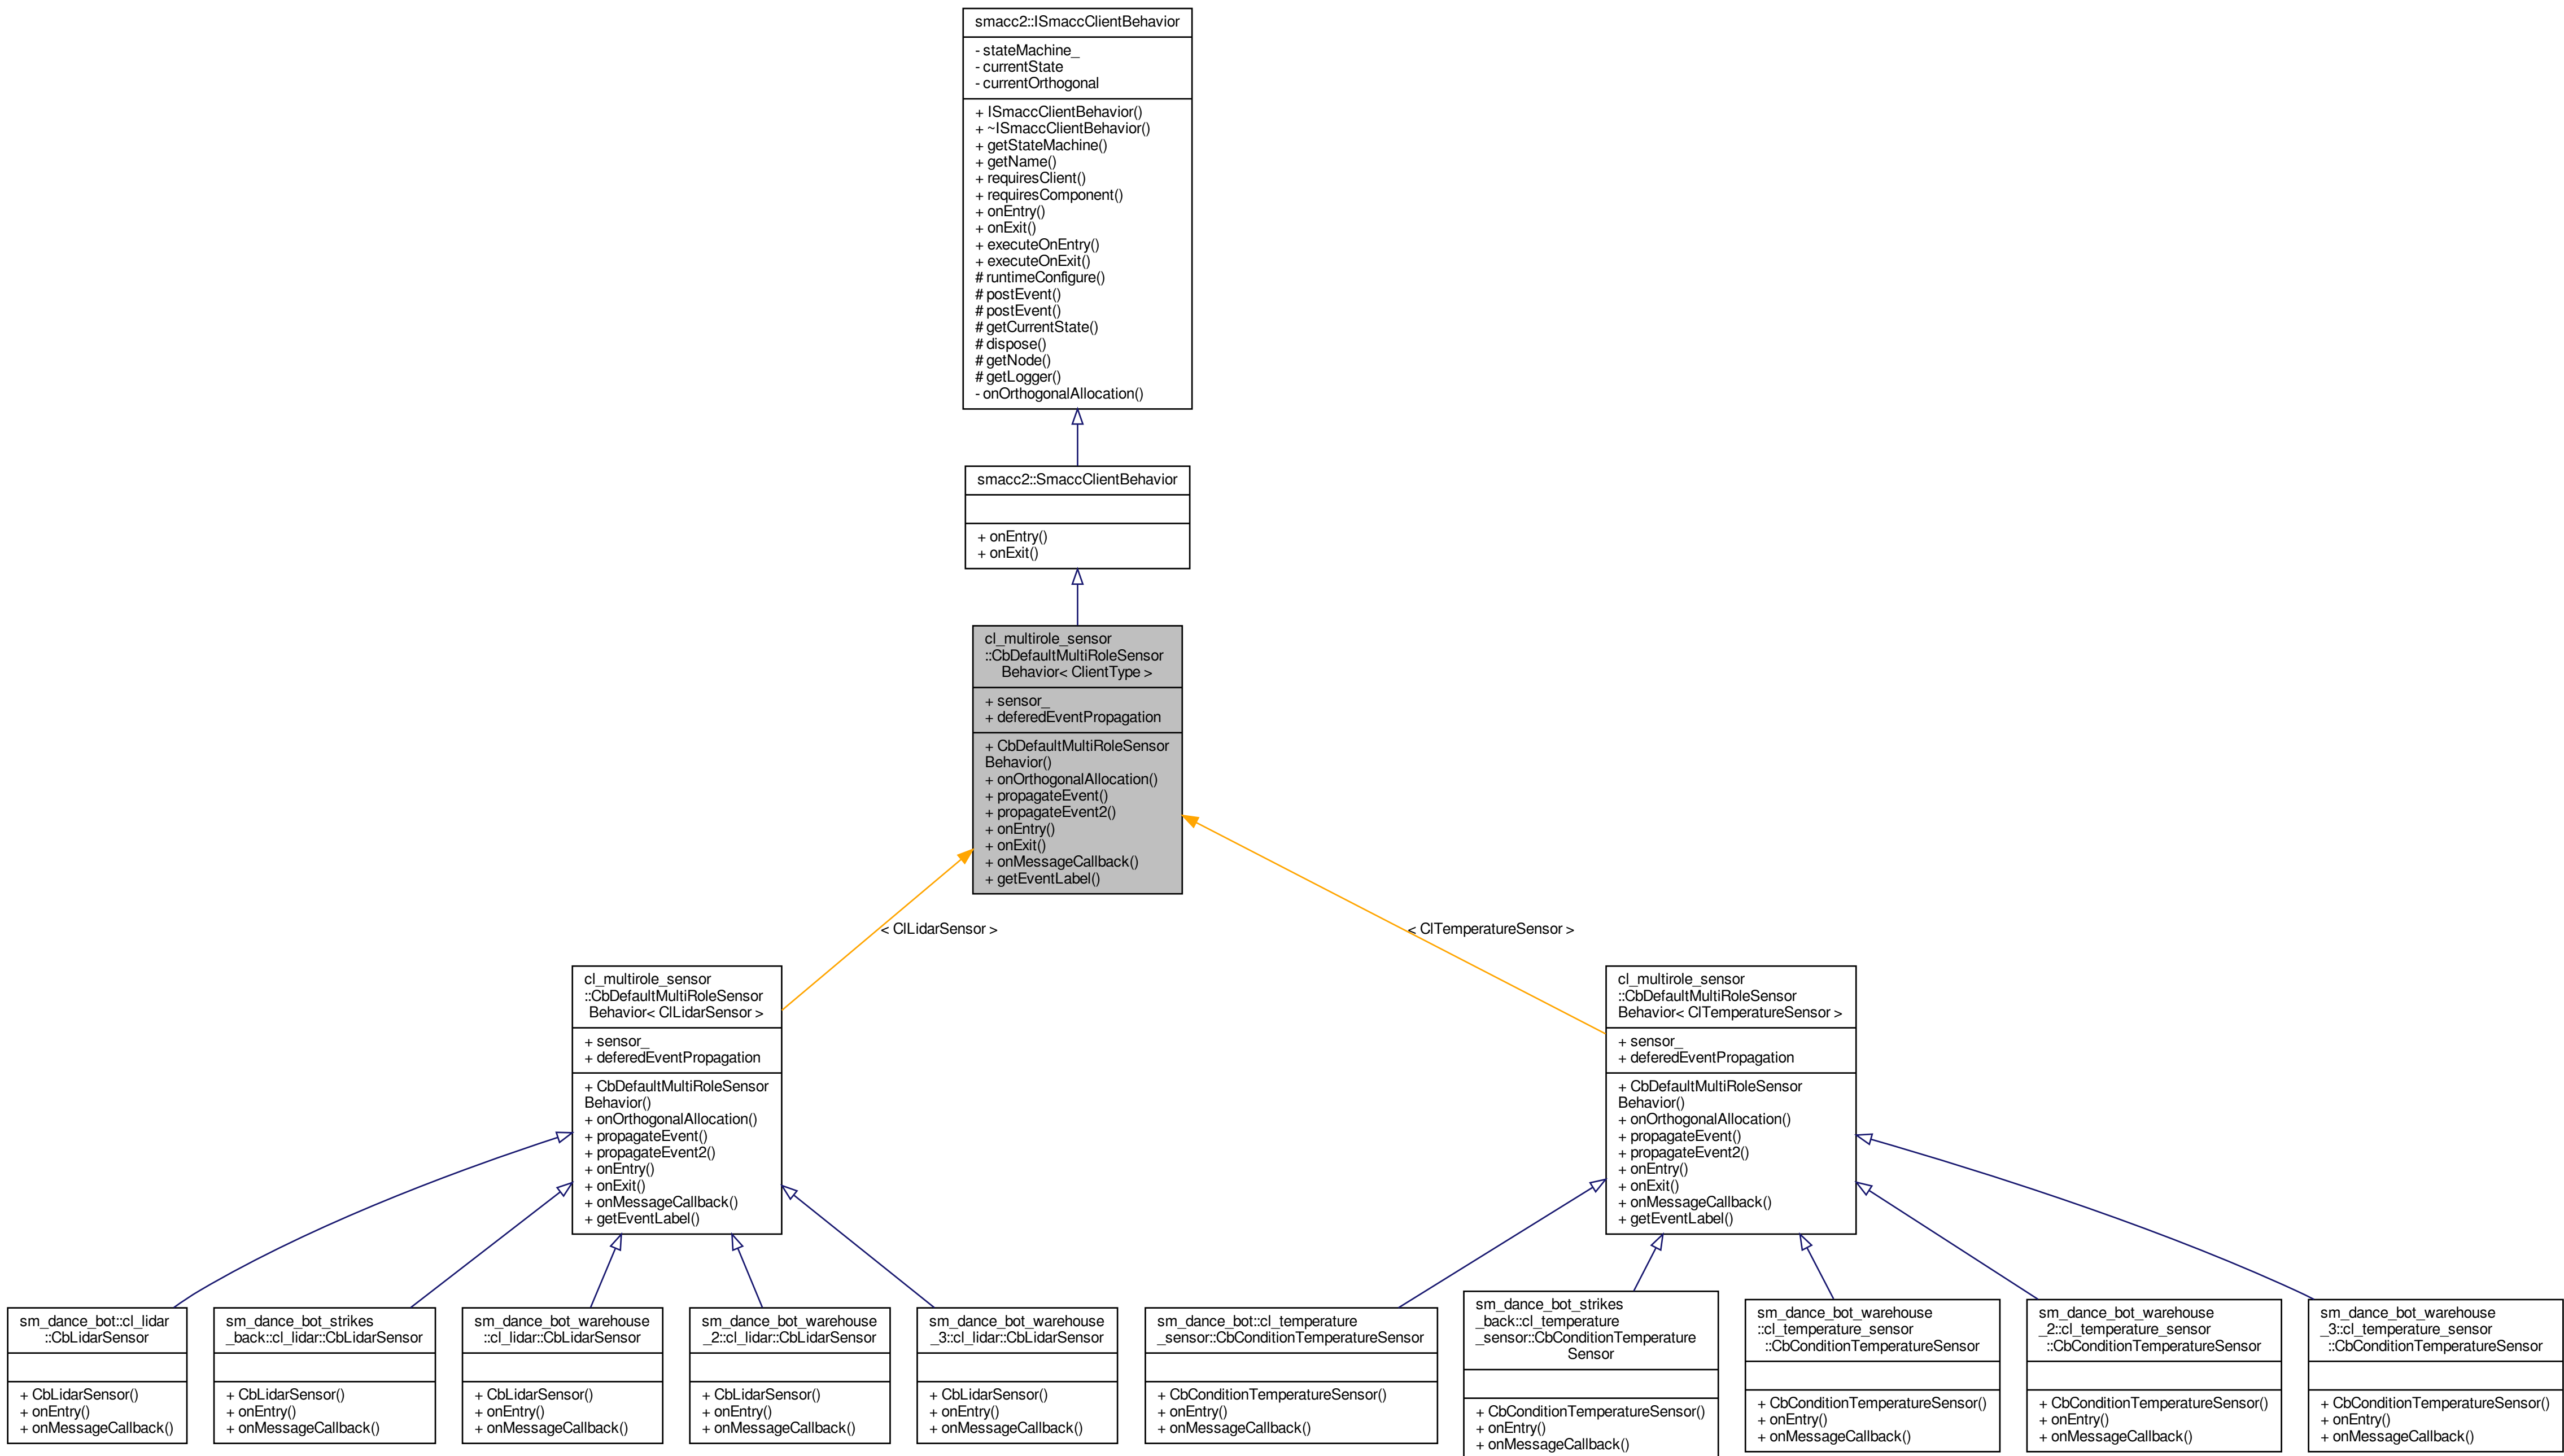 smacc2::ISmaccClientBehavior
- stateMachine_
- currentState
- currentOrthogonal
+ ISmaccClientBehavior()
+ ~ISmaccClientBehavior()
+ getStateMachine()
+ getName()
+ requiresClient()
+ requiresComponent()
+ onEntry()
+ onExit()
+ executeOnEntry()
+ executeOnExit()
# runtimeConfigure()
# postEvent()
# postEvent()
# getCurrentState()
# dispose()
# getNode()
# getLogger()
- onOrthogonalAllocation()
smacc2::SmaccClientBehavior
+ onEntry()
+ onExit()
cl_multirole_sensor
::CbDefaultMultiRoleSensor
Behavior< ClientType >
+ sensor_
+ deferedEventPropagation
+ CbDefaultMultiRoleSensor
Behavior()
+ onOrthogonalAllocation()
+ propagateEvent()
+ propagateEvent2()
+ onEntry()
+ onExit()
+ onMessageCallback()
+ getEventLabel()
< ClLidarSensor >
< ClTemperatureSensor >
cl_multirole_sensor
::CbDefaultMultiRoleSensor
Behavior< ClLidarSensor >
+ sensor_
+ deferedEventPropagation
+ CbDefaultMultiRoleSensor
Behavior()
+ onOrthogonalAllocation()
+ propagateEvent()
+ propagateEvent2()
+ onEntry()
+ onExit()
+ onMessageCallback()
+ getEventLabel()
cl_multirole_sensor
::CbDefaultMultiRoleSensor
Behavior< ClTemperatureSensor >
+ sensor_
+ deferedEventPropagation
+ CbDefaultMultiRoleSensor
Behavior()
+ onOrthogonalAllocation()
+ propagateEvent()
+ propagateEvent2()
+ onEntry()
+ onExit()
+ onMessageCallback()
+ getEventLabel()
sm_dance_bot::cl_lidar
::CbLidarSensor
+ CbLidarSensor()
+ onEntry()
+ onMessageCallback()
sm_dance_bot_strikes
_back::cl_lidar::CbLidarSensor
+ CbLidarSensor()
+ onEntry()
+ onMessageCallback()
sm_dance_bot_warehouse
::cl_lidar::CbLidarSensor
+ CbLidarSensor()
+ onEntry()
+ onMessageCallback()
sm_dance_bot_warehouse
_2::cl_lidar::CbLidarSensor
+ CbLidarSensor()
+ onEntry()
+ onMessageCallback()
sm_dance_bot_warehouse
_3::cl_lidar::CbLidarSensor
+ CbLidarSensor()
+ onEntry()
+ onMessageCallback()
sm_dance_bot::cl_temperature
_sensor::CbConditionTemperatureSensor
+ CbConditionTemperatureSensor()
+ onEntry()
+ onMessageCallback()
sm_dance_bot_strikes
_back::cl_temperature
_sensor::CbConditionTemperature
Sensor
+ CbConditionTemperatureSensor()
+ onEntry()
+ onMessageCallback()
sm_dance_bot_warehouse
::cl_temperature_sensor
::CbConditionTemperatureSensor
+ CbConditionTemperatureSensor()
+ onEntry()
+ onMessageCallback()
sm_dance_bot_warehouse
_2::cl_temperature_sensor
::CbConditionTemperatureSensor
+ CbConditionTemperatureSensor()
+ onEntry()
+ onMessageCallback()
sm_dance_bot_warehouse
_3::cl_temperature_sensor
::CbConditionTemperatureSensor
+ CbConditionTemperatureSensor()
+ onEntry()
+ onMessageCallback()